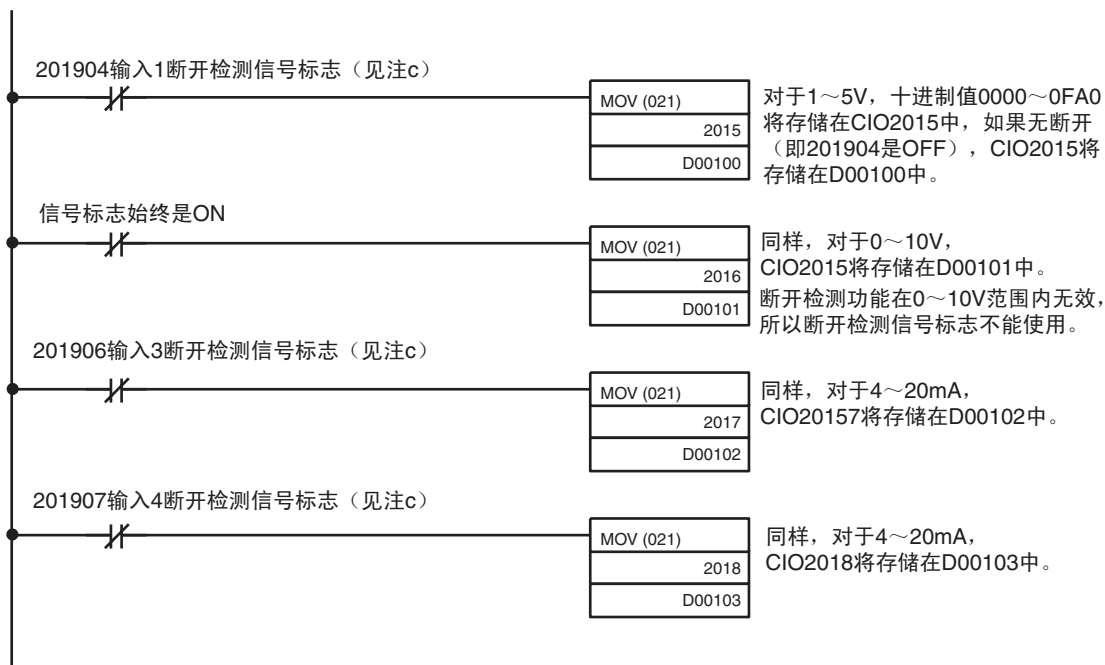 201904输入1断开检测信号标志（见注c）
MOV (021)
2015
D00100
对于1～5V，十进制值0000～0FA0
将存储在CIO2015中，如果无断开
（即201904是OFF），CIO2015将
存储在D00100中。
信号标志始终是ON
MOV (021)
2016
D00101
同样，对于0～10V，
CIO2015将存储在D00101中。
断开检测功能在0～10V范围内无效，
所以断开检测信号标志不能使用。
201906输入3断开检测信号标志（见注c）
MOV (021)
2017
D00102
同样，对于4～20mA，
CIO20157将存储在D00102中。
201907输入4断开检测信号标志（见注c）
MOV (021)
2018
D00103
同样，对于4～20mA，
CIO2018将存储在D00103中。